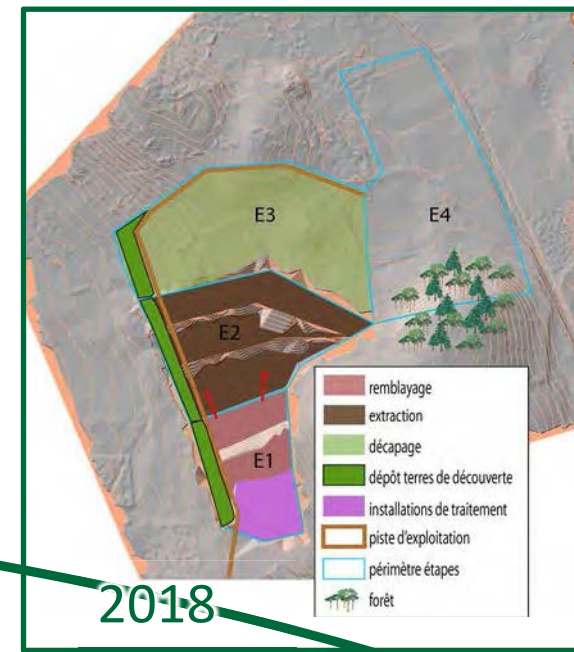 E3
E4
E2
E1
remblayage
extraction
décapage
dépôt terres de découverte
installations de traitement
piste d'exploitation
périmètre étapes
forêt
2018